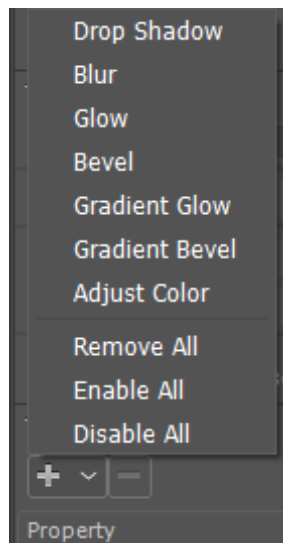 Drop Shadow
Blur
Glow
Bevel
Gradient Glow
Gradient Bevel
Adjust Color
Remove All
Enable All
Disable All
Property